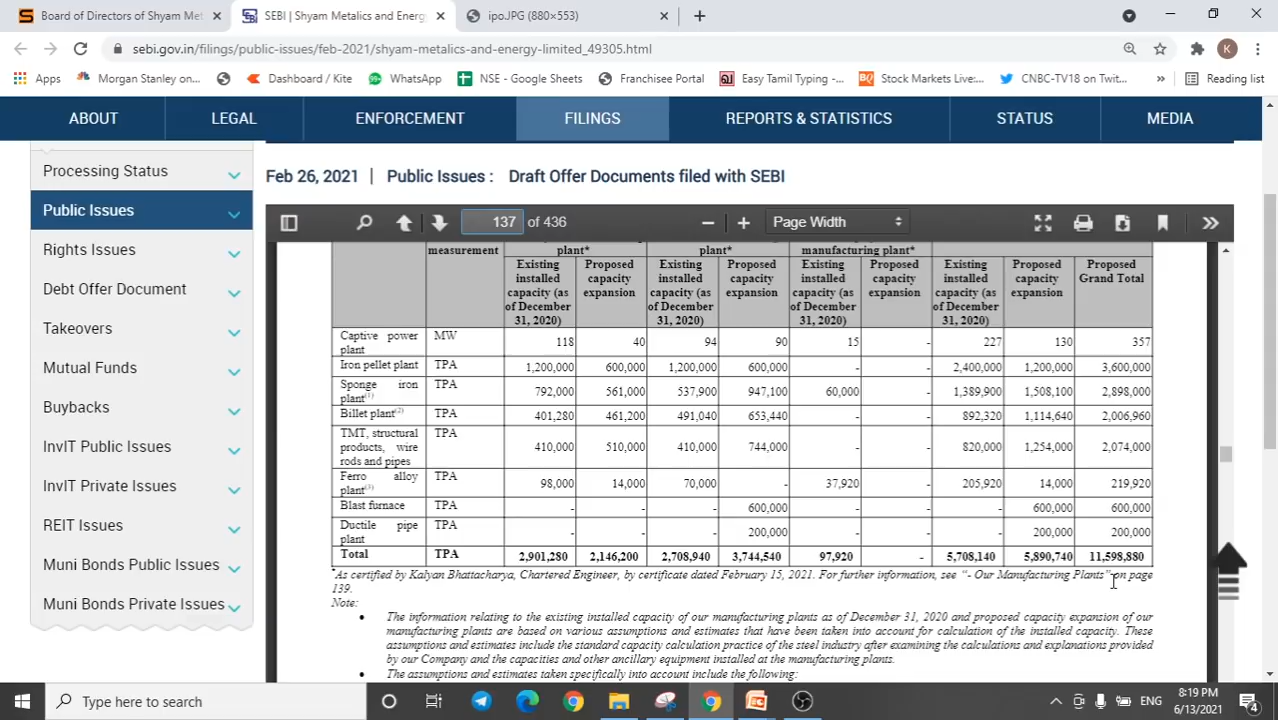 Board of Directors of Shyam Met
SEBI | Shyam Metalics and Energ
ipoJPG (880×553)
sebi.gov.in/filings/public-issues/feb-2021/shyam-metalics-and-energy-limited_49305.html
K
Apps
Morgan Stanley on...
Dashboard / Kite
WhatsApp
NSE - Google Sheets
Franchisee Portal
Easy Tamil Typing -...
Stock Markets Live:...
CNBC-TV18 on Twit...
»
Reading list
ABOUT
LEGAL
ENFORCEMENT
FILINGS
REPORTS & STATISTICS
STATUS
MEDIA
Processing Status
Public Issues
Rights Issues
Debt Offer Document
Takeovers
Mutual Funds
Buybacks
InvIT Public Issues
InvIT Private Issues
REIT Issues
Muni Bonds Public Issues
Muni Bonds Private Issues
Feb 26, 2021 | Public Issues : Draft Offer Documents filed with SEBI
137 of 436
Page Width
measurement plant* plant* manufacturing plant*
Existing installed capacity (as of December 31, 2020) Proposed capacity expansion Existing installed capacity (as of December 31, 2020) Proposed capacity expansion Existing installed capacity (as of December 31, 2020) Proposed capacity expansion Existing installed capacity (as of December 31, 2020) Proposed capacity expansion Proposed Grand Total
Captive power plant MW 118 40 94 90 15 - 227 130 357
Iron pellet plant TPA 1,200,000 600,000 1,200,000 600,000 - - 2,400,000 1,200,000 3,600,000
Sponge iron plant(1) TPA 792,000 561,000 537,900 947,100 60,000 - 1,389,900 1,508,100 2,898,000
Billet plant(2) TPA 401,280 461,200 491,040 653,440 - - 892,320 1,114,640 2,006,960
TMT, structural products, wire rods and pipes TPA 410,000 510,000 410,000 744,000 - - 820,000 1,254,000 2,074,000
Ferro alloy plant(3) TPA 98,000 14,000 70,000 - 37,920 - 205,920 14,000 219,920
Blast furnace TPA - - - 600,000 - - - 600,000 600,000
Ductile pipe plant TPA - - - 200,000 - - - 200,000 200,000
Total TPA 2,901,280 2,146,200 2,708,940 3,744,540 97,920 - 5,708,140 5,890,740 11,598,880
*As certified by Kalyan Bhattacharya, Chartered Engineer, by certificate dated February 15, 2021. For further information, see "- Our Manufacturing Plants" on page
139.
Note:
• The information relating to the existing installed capacity of our manufacturing plants as of December 31, 2020 and proposed capacity expansion of our
manufacturing plants are based on various assumptions and estimates that have been taken into account for calculation of the installed capacity. These
assumptions and estimates include the standard capacity calculation practice of the steel industry after examining the calculations and explanations provided
by our Company and the capacities and other ancillary equipment installed at the manufacturing plants.
• The assumptions and estimates taken specifically into account include the following:
Type here to search
ENG
8:19 PM
6/13/2021
4